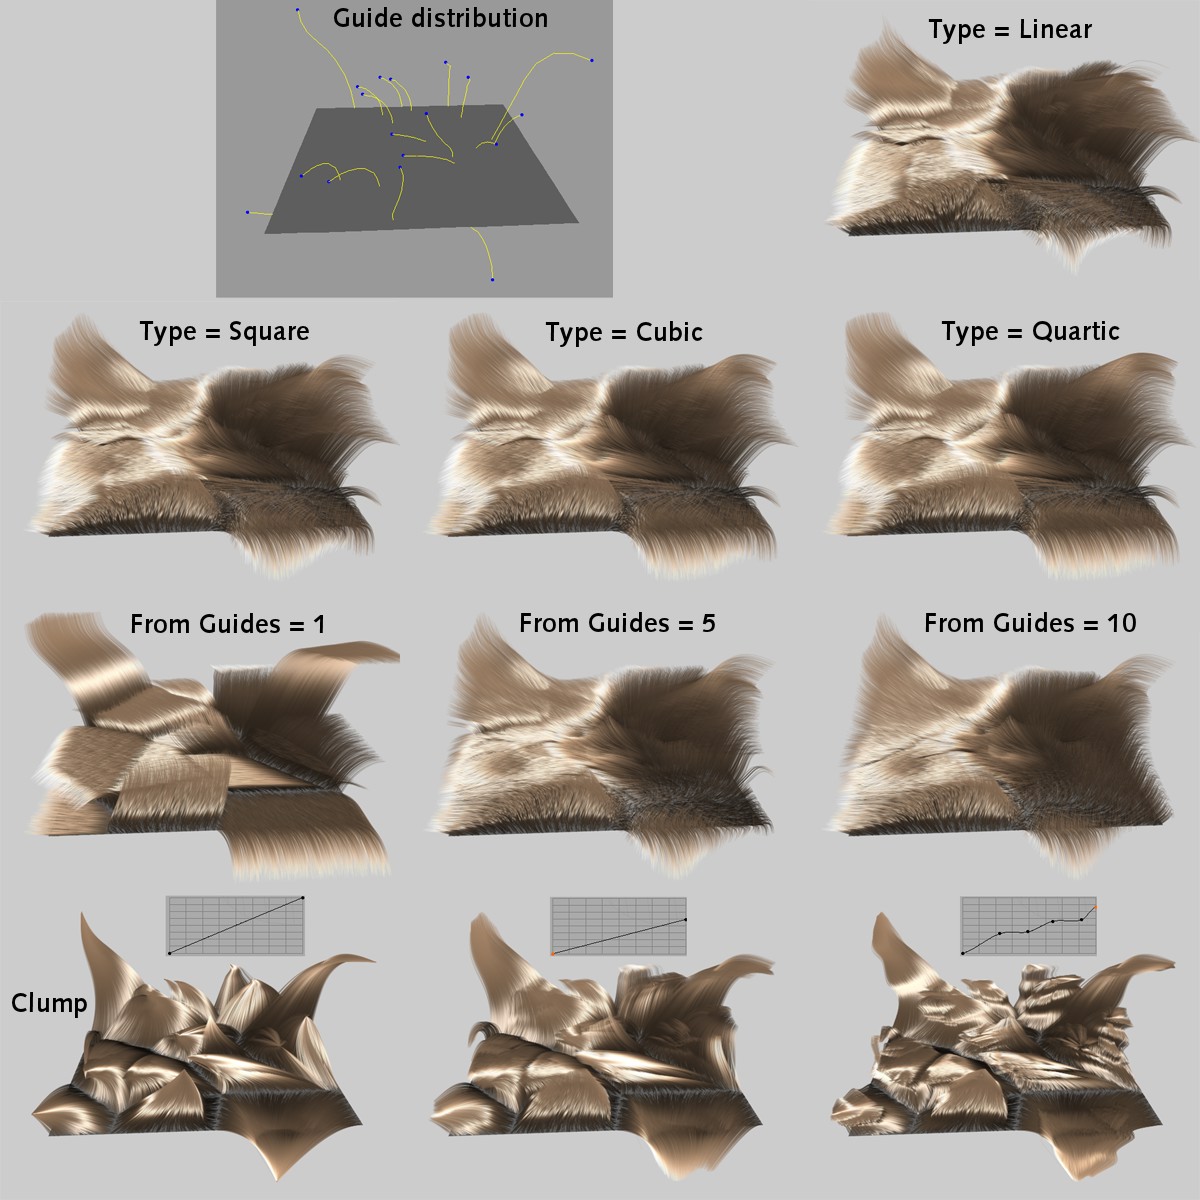 Guide distribution
Type = Linear
Type = Square
Type = Cubic
Type = Quartic
From Guides = 1
From Guides = 5
From Guides = 10
Clump